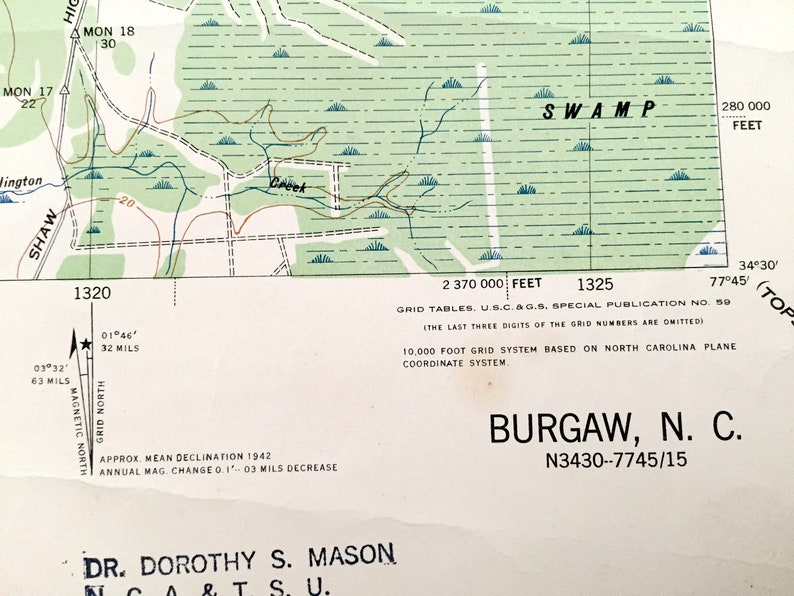 HIG
MON 18
30
MON 17
22
SWAMP
280 000
FEET
lington
Creek
20
SHAW
34°30'
77°45'
1320
2 370 000 FEET
1325
(TOPS
GRID TABLES, U.S.C. & G.S. SPECIAL PUBLICATION NO. 59
(THE LAST THREE DIGITS OF THE GRID NUMBERS ARE OMITTED)
10,000 FOOT GRID SYSTEM BASED ON NORTH CAROLINA PLANE
COORDINATE SYSTEM.
01°46'
32 MILS
03°32'
63 MILS
MAGNETIC NORTH
GRID NORTH
APPROX. MEAN DECLINATION 1942
ANNUAL MAG. CHANGE 0.1'-- 03 MILS DECREASE
BURGAW, N. C.
N3430--7745/15
DR. DOROTHY S. MASON
N. C. A. & T. S. U.